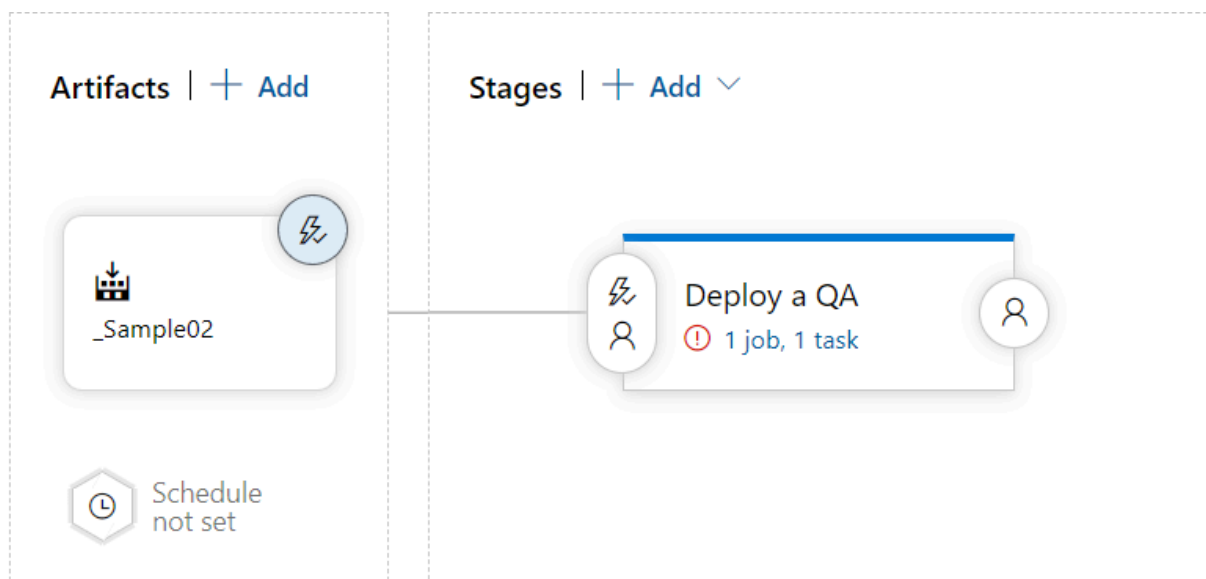 Artifacts | + Add
Stages | + Add
_Sample02
Deploy a QA
1 job, 1 task
Schedule
not set